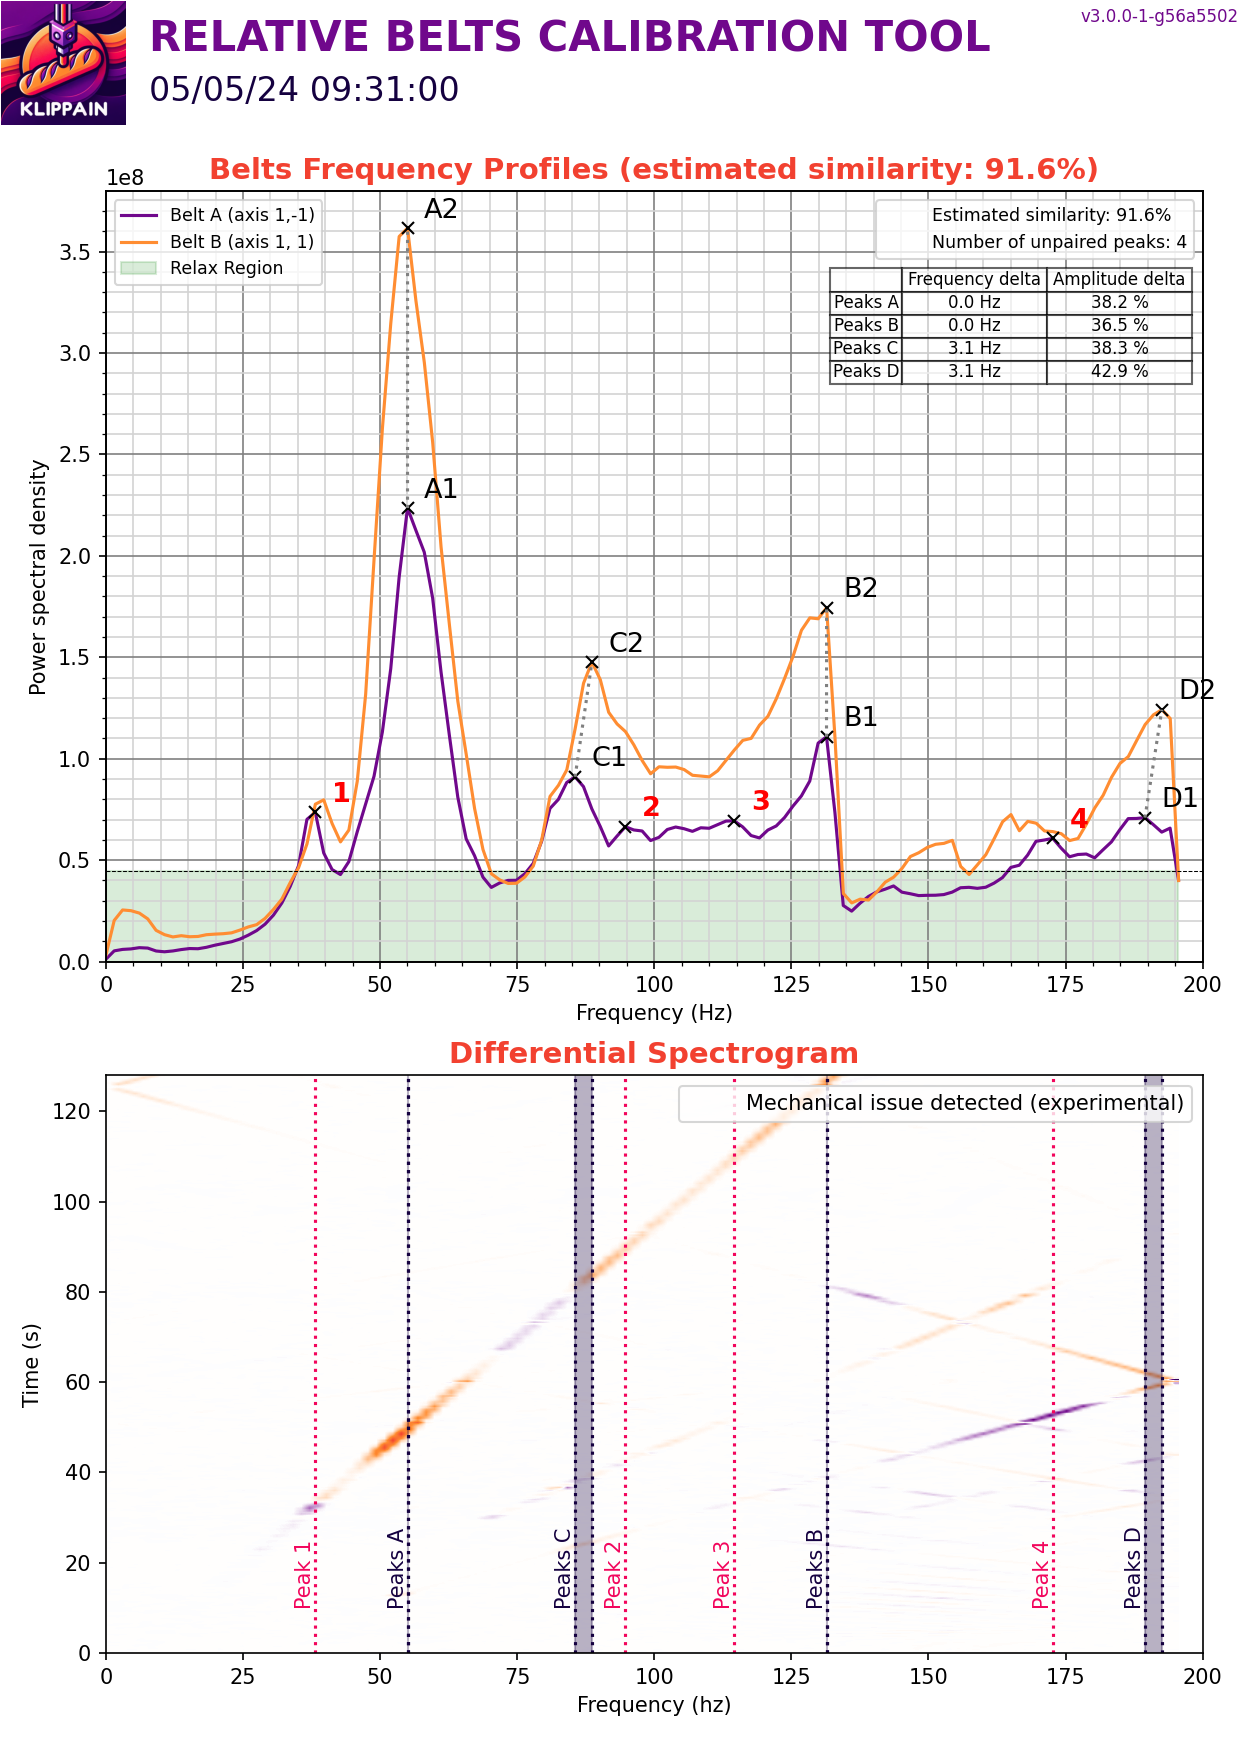 v3.0.0-1-g56a5502
RELATIVE BELTS CALIBRATION TOOL
05/05/24 09:31:00
KLIPPAIN
Belts Frequency Profiles (estimated similarity: 91.6%)
1e8
Belt A (axis 1,-1)
Belt B (axis 1, 1)
Relax Region
Estimated similarity: 91.6%
Number of unpaired peaks: 4
Frequency delta Amplitude delta
Peaks A 0.0 Hz 38.2 %
Peaks B 0.0 Hz 36.5 %
Peaks C 3.1 Hz 38.3 %
Peaks D 3.1 Hz 42.9 %
A2
A1
C2
C1
B2
B1
D2
D1
1
2
3
4
Power spectral density
3.5
3.0
2.5
2.0
1.5
1.0
0.5
0.0
0 25 50 75 100 125 150 175 200
Frequency (Hz)
Differential Spectrogram
Mechanical issue detected (experimental)
Time (s)
120
100
80
60
40
20
0
Peak 1
Peaks A
Peaks C
Peak 2
Peak 3
Peaks B
Peak 4
Peaks D
0 25 50 75 100 125 150 175 200
Frequency (hz)